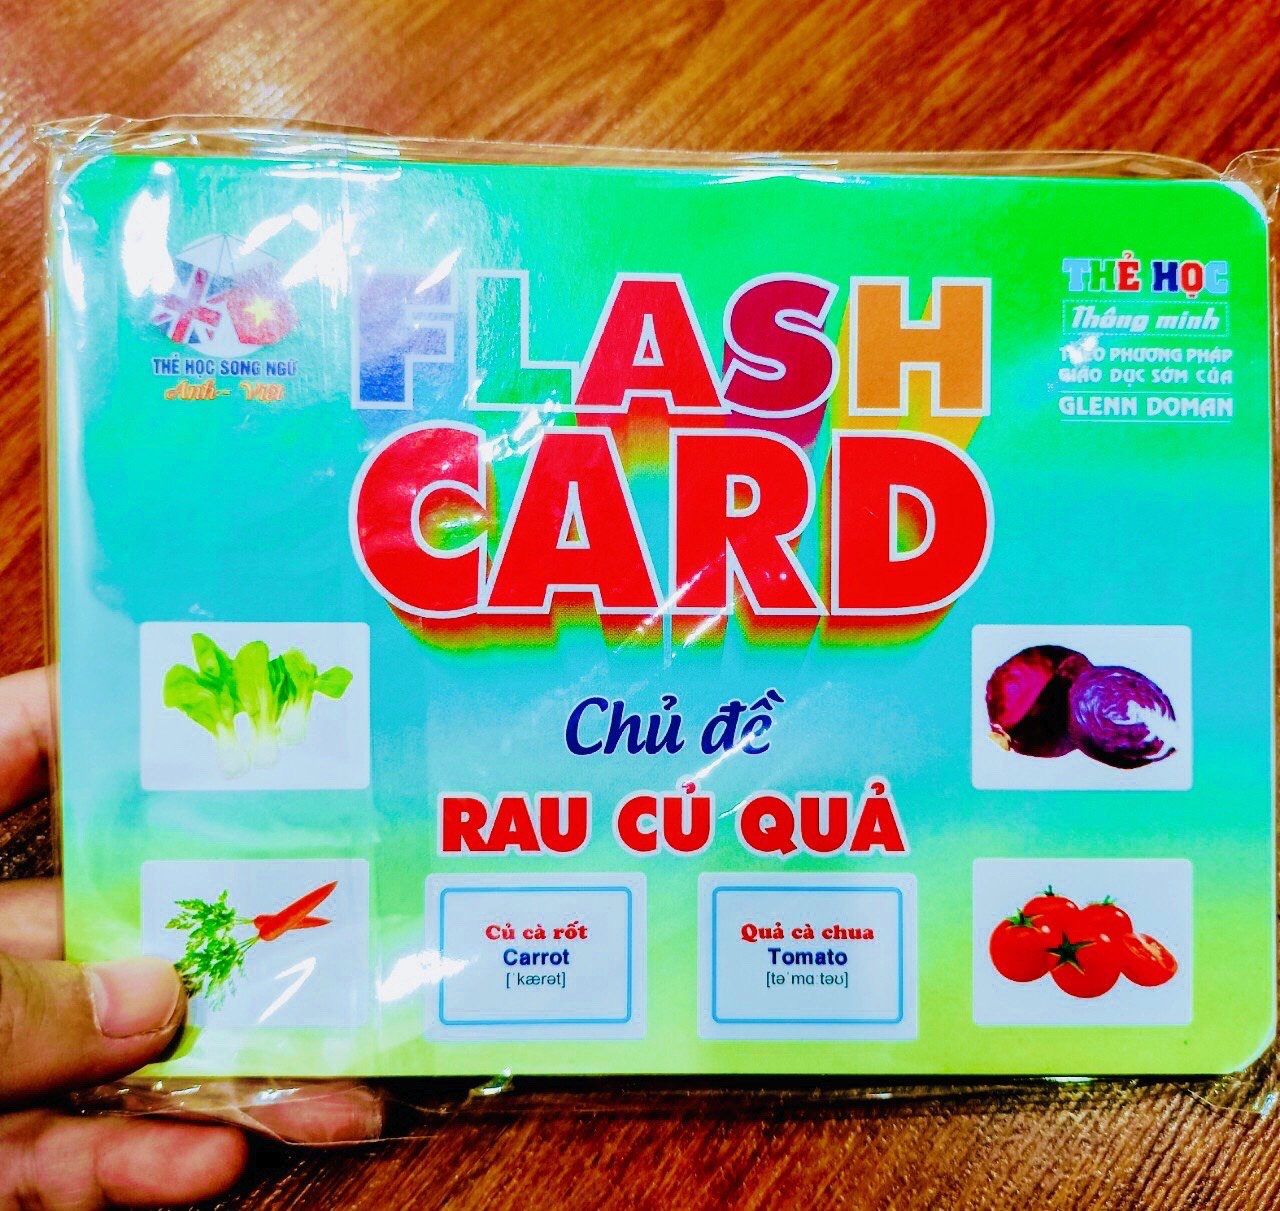 THẺ HỌC SONG NGỮ
Anh - Việt
FLASH
CARD
THẺ HỌC
Thông minh
THEO PHƯƠNG PHÁP
GIÁO DỤC SỚM CỦA
GLENN DOMAN
Chủ đề
RAU CỦ QUẢ
Củ cà rốt
Carrot
[ˈkærət]
Quả cà chua
Tomato
[təˈmɑːtəʊ]